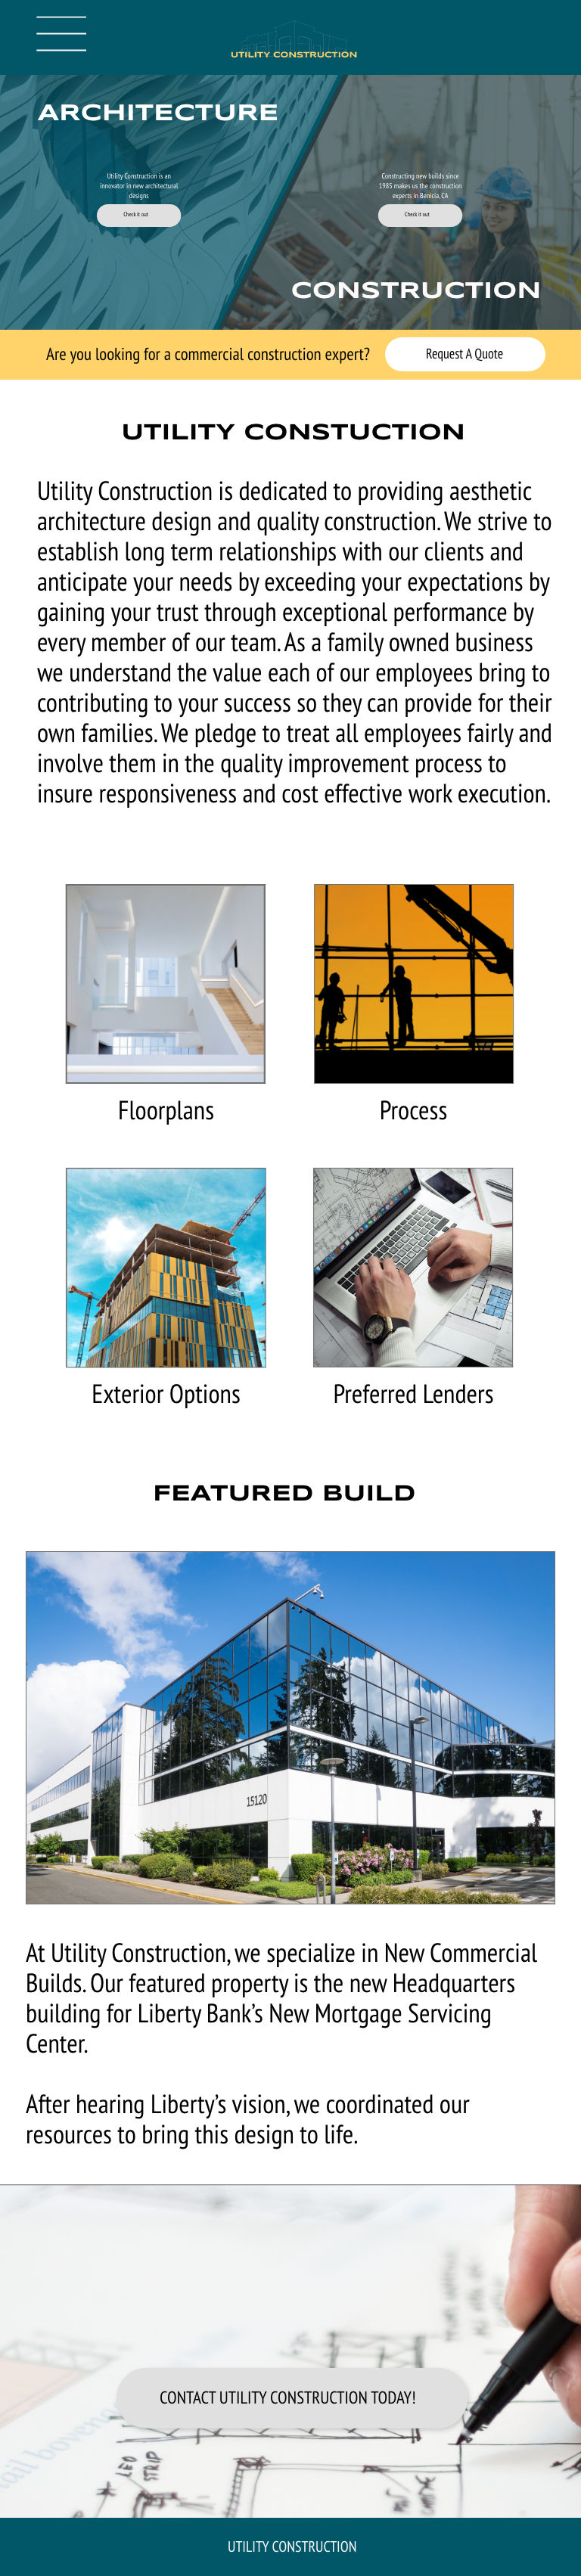 UTILITY CONSTRUCTION
ARCHITECTURE
Utility Construction is an
innovator in new architectural
designs
Check it out
Constructing new builds since
1985 makes us the construction
experts in Benicia, CA
Check it out
CONSTRUCTION
Are you looking for a commercial construction expert?
Request A Quote
UTILITY CONSTUCTION
Utility Construction is dedicated to providing aesthetic
architecture design and quality construction. We strive to
establish long term relationships with our clients and
anticipate your needs by exceeding your expectations by
gaining your trust through exceptional performance by
every member of our team. As a family owned business
we understand the value each of our employees bring to
contributing to your success so they can provide for their
own families. We pledge to treat all employees fairly and
involve them in the quality improvement process to
insure responsiveness and cost effective work execution.
Floorplans
Process
Exterior Options
Preferred Lenders
FEATURED BUILD
15120
At Utility Construction, we specialize in New Commercial
Builds. Our featured property is the new Headquarters
building for Liberty Bank’s New Mortgage Servicing
Center.
After hearing Liberty’s vision, we coordinated our
resources to bring this design to life.
CONTACT UTILITY CONSTRUCTION TODAY!
LED
STRIP
UTILITY CONSTRUCTION